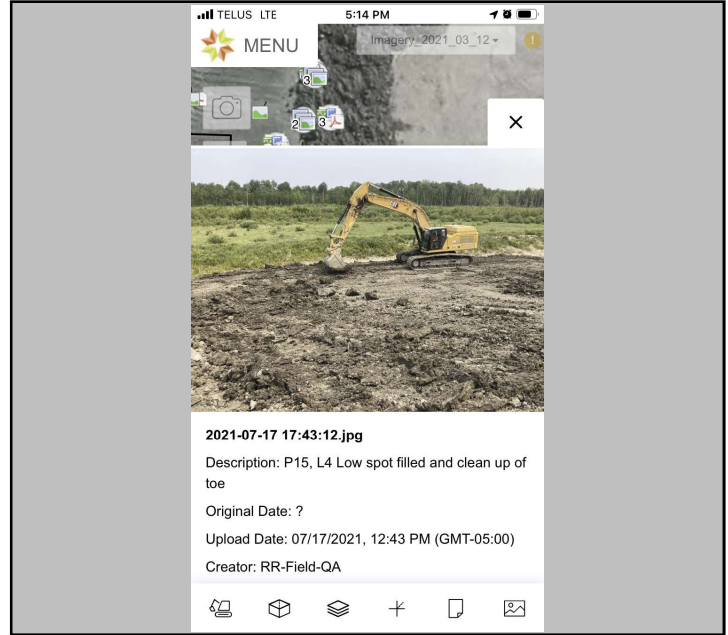 TELUS LTE 5:14 PM
MENU
Imagery_2021_03_12
3
2 3
2021-07-17 17:43:12.jpg
Description: P15, L4 Low spot filled and clean up of
toe
Original Date: ?
Upload Date: 07/17/2021, 12:43 PM (GMT-05:00)
Creator: RR-Field-QA